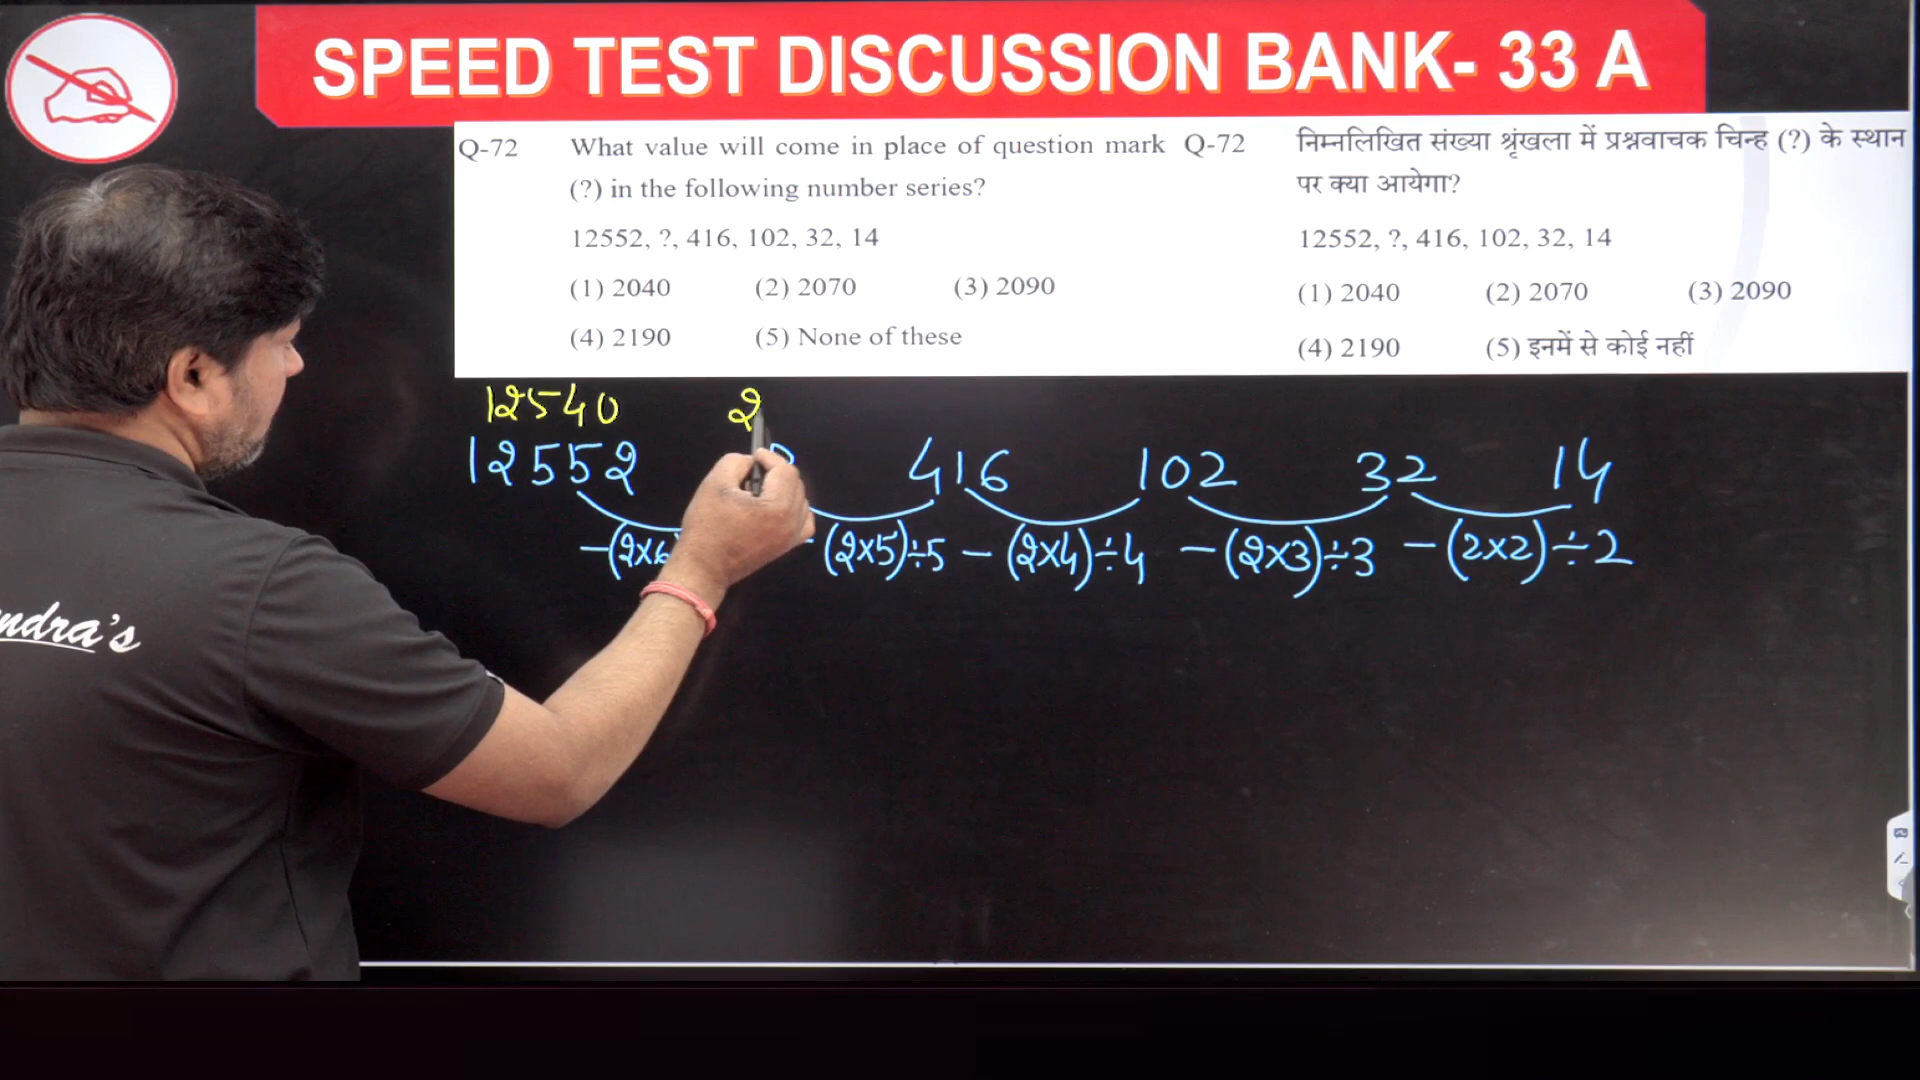 SPEED TEST DISCUSSION BANK- 33 A
Q-72 What value will come in place of question mark
(?) in the following number series?
12552, ?, 416, 102, 32, 14
(1) 2040 (2) 2070 (3) 2090
(4) 2190 (5) None of these
Q-72 निम्नलिखित संख्या श्रृंखला में प्रश्नवाचक चिन्ह (?) के स्थान
पर क्या आयेगा?
12552, ?, 416, 102, 32, 14
(1) 2040 (2) 2070 (3) 2090
(4) 2190 (5) इनमें से कोई नहीं
12540 2
12552 416 102 32 14
-(2x6 -(2x5)÷5 -(2x4)÷4 -(2x3)÷3 -(2x2)÷2
ndra's